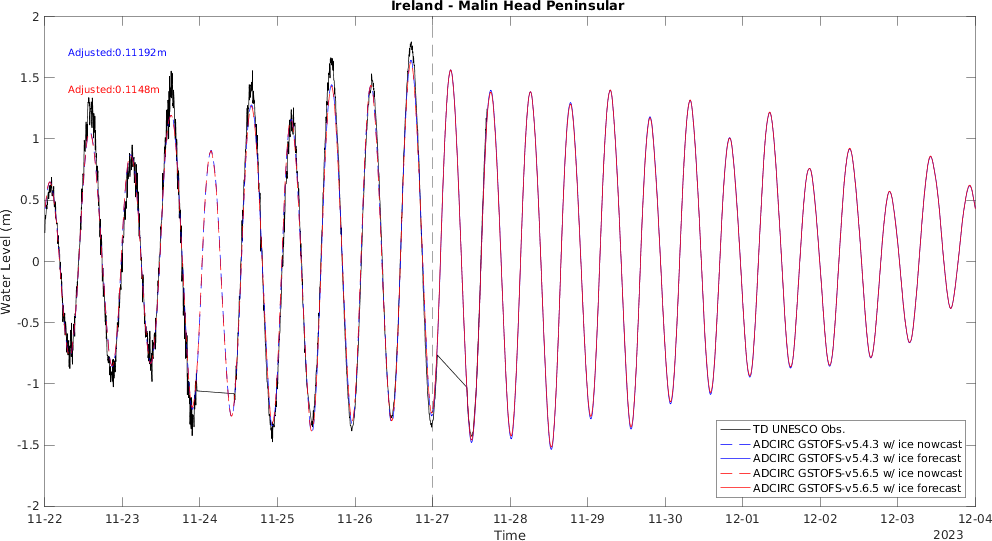 Ireland - Malin Head Peninsular
2
Adjusted:0.11192m
1.5
Adjusted:0.1148m
1
0.5
0
-0.5
-1
-1.5
-2
Water Level (m)
TD UNESCO Obs.
ADCIRC GSTOFS-v5.4.3 w/ ice nowcast
ADCIRC GSTOFS-v5.4.3 w/ ice forecast
ADCIRC GSTOFS-v5.6.5 w/ ice nowcast
ADCIRC GSTOFS-v5.6.5 w/ ice forecast
11-22 11-23 11-24 11-25 11-26 11-27 11-28 11-29 11-30 12-01 12-02 12-03 12-04
Time
2023